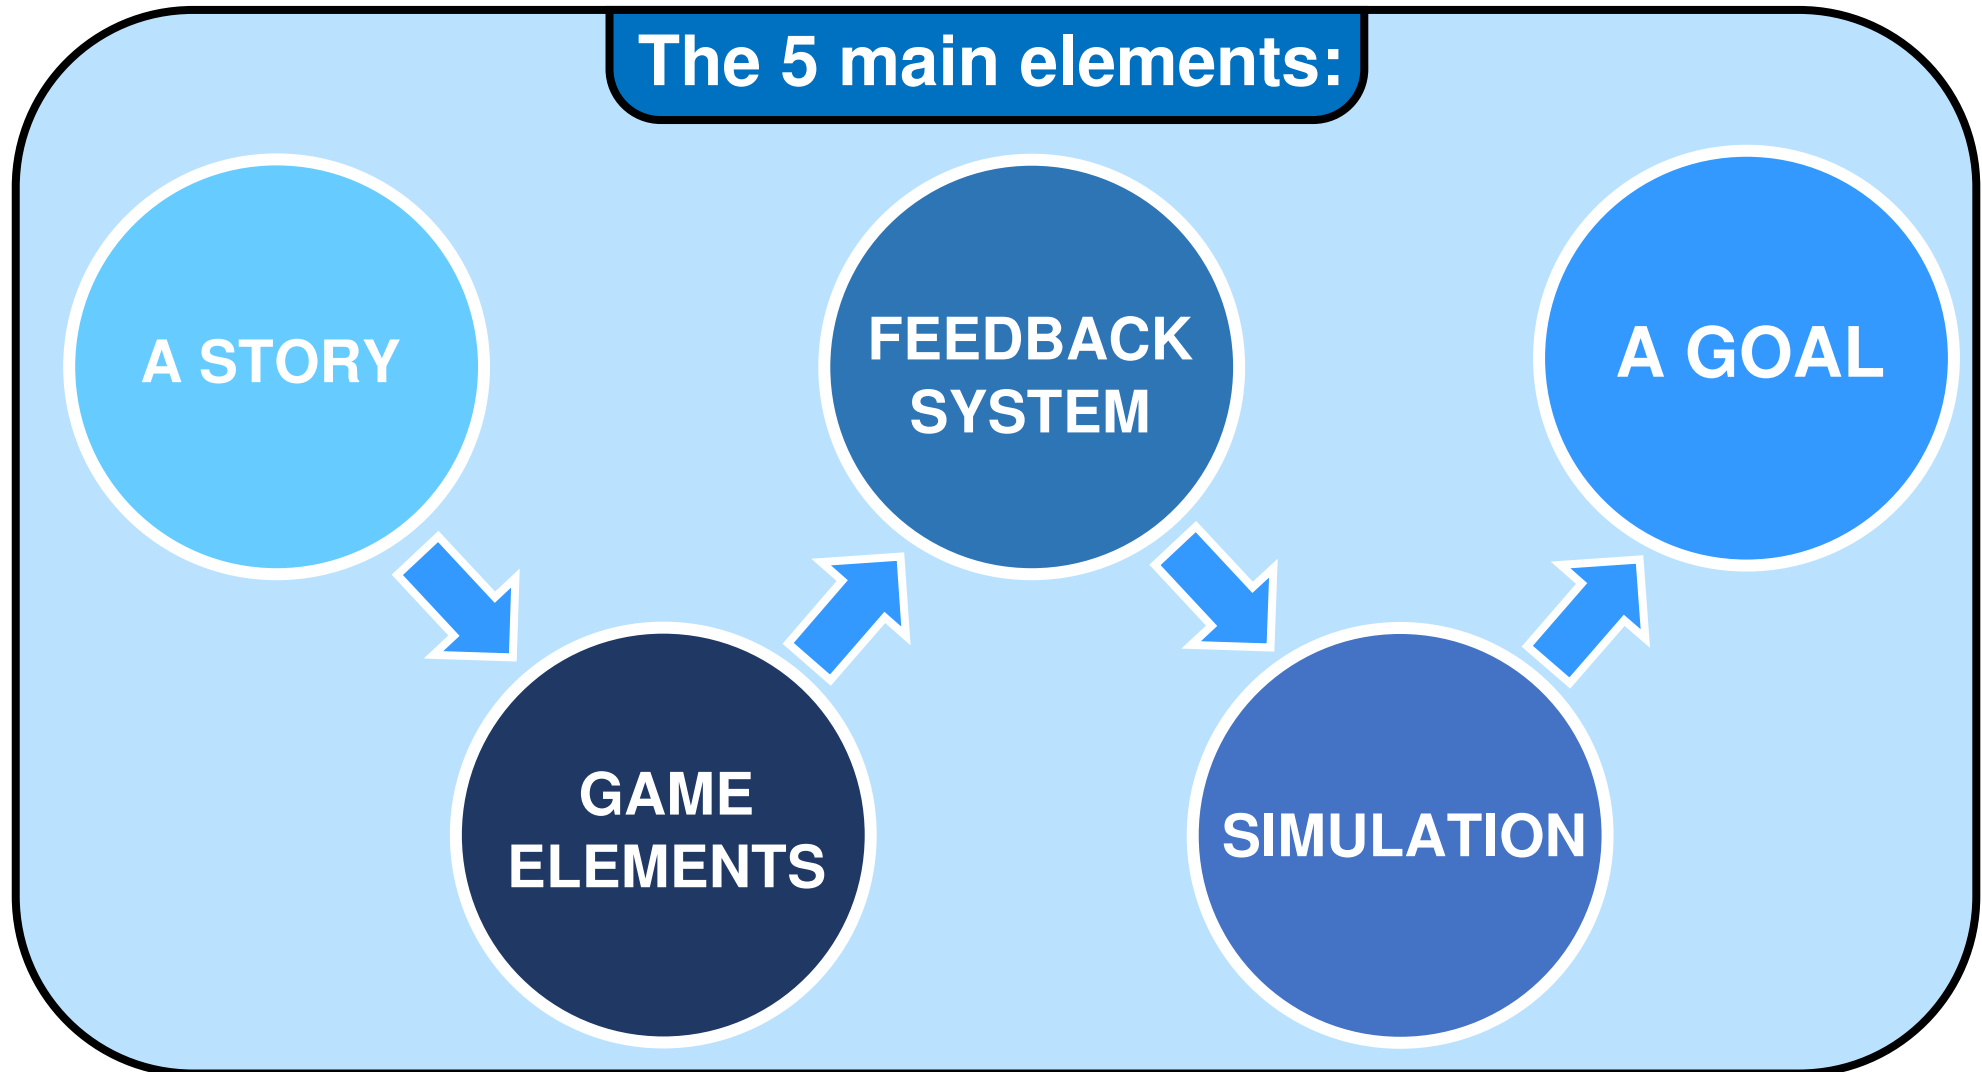 The 5 main elements:
A STORY
GAME
ELEMENTS
FEEDBACK
SYSTEM
SIMULATION
A GOAL